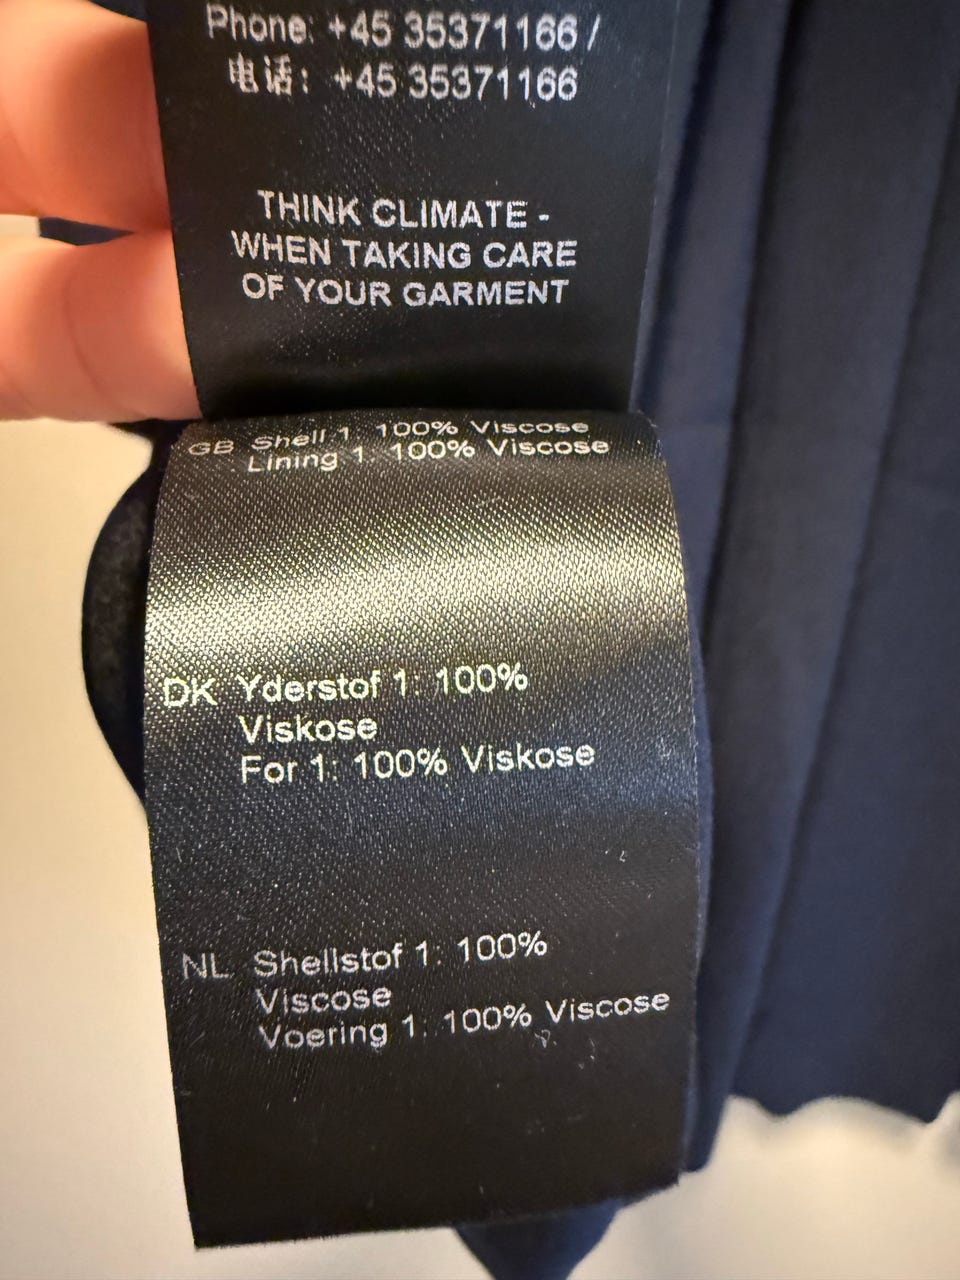 Phone: +45 35371166 /
电话： +45 35371166
THINK CLIMATE -
WHEN TAKING CARE
OF YOUR GARMENT
GB Shell 1: 100% Viscose
Lining 1: 100% Viscose
DK Yderstof 1: 100%
Viskose
For 1: 100% Viskose
NL Shellstof 1: 100%
Viscose
Voering 1: 100% Viscose